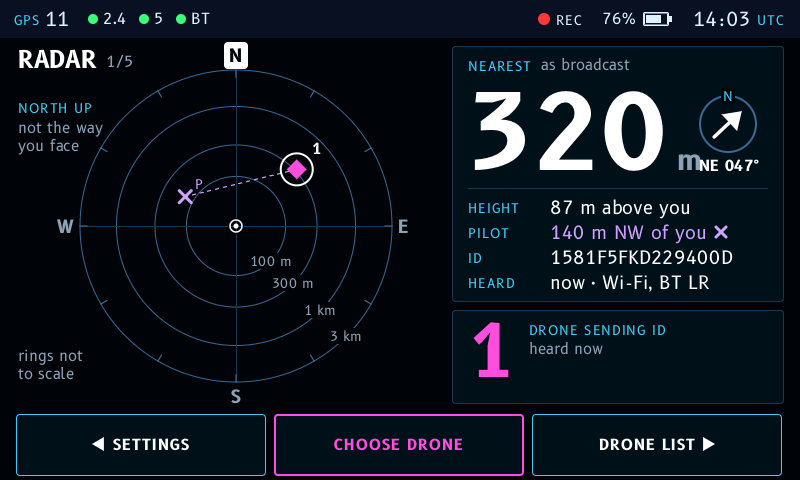 GPS 11 2.4 5 BT REC 76% 14:03 UTC
RADAR 1/5
N
NORTH UP
not the way
you face
1
P
W
E
100 m
300 m
1 km
3 km
rings not
to scale
S
NEAREST as broadcast
320 m
N
NE 047°
HEIGHT 87 m above you
PILOT 140 m NW of you
ID 1581F5FKD229400D
HEARD now · Wi-Fi, BT LR
1 DRONE SENDING ID
heard now
SETTINGS
CHOOSE DRONE
DRONE LIST